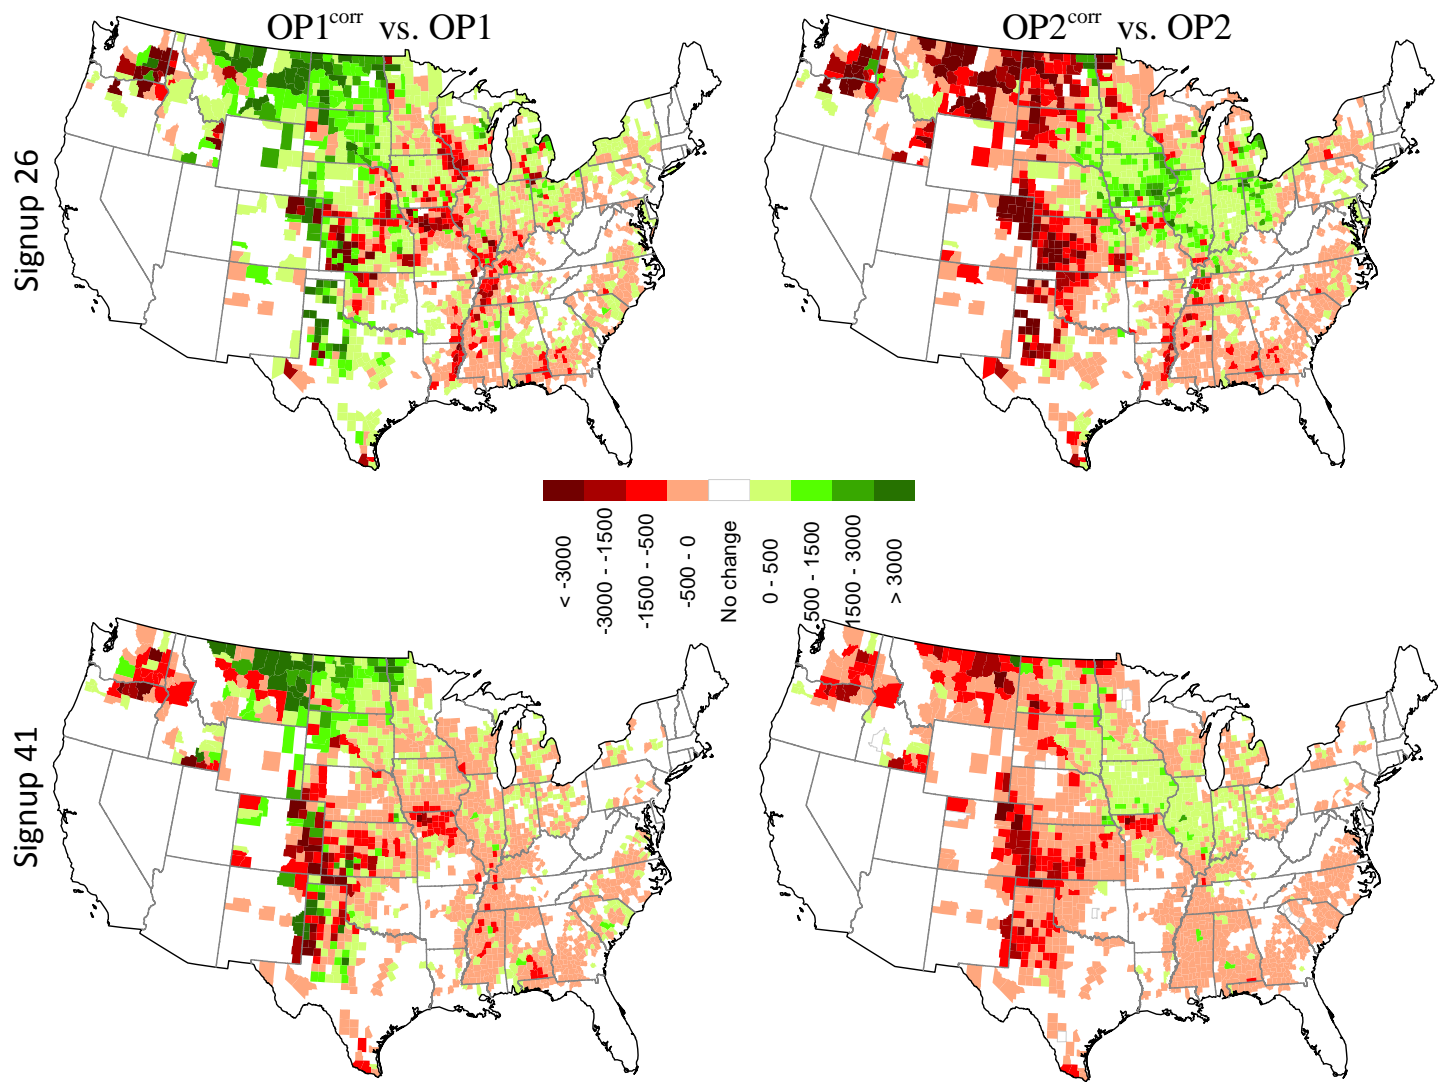 OP1corr vs. OP1
OP2corr vs. OP2
Signup 26
< -3000
-3000 - -1500
-1500 - -500
-500 - 0
No change
0 - 500
500 - 1500
1500 - 3000
> 3000
Signup 41